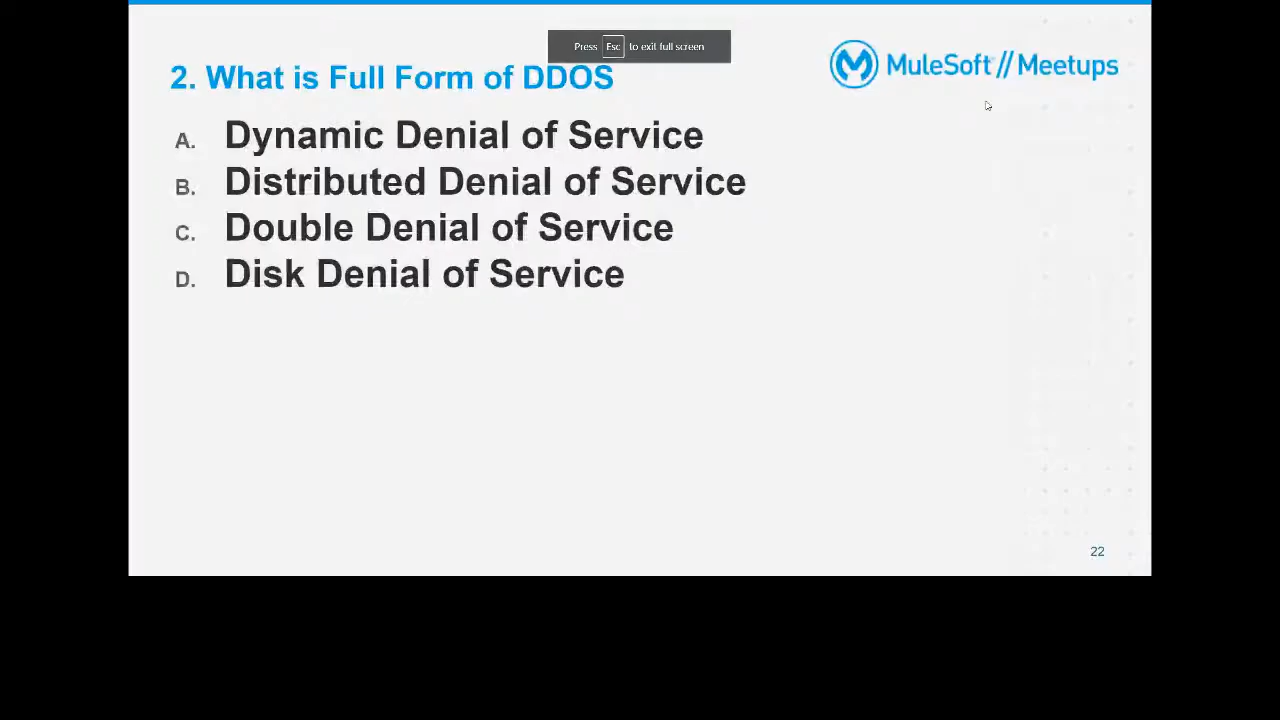 Press Esc to exit full screen
MuleSoft // Meetups
2. What is Full Form of DDOS
A. Dynamic Denial of Service
B. Distributed Denial of Service
C. Double Denial of Service
D. Disk Denial of Service
22